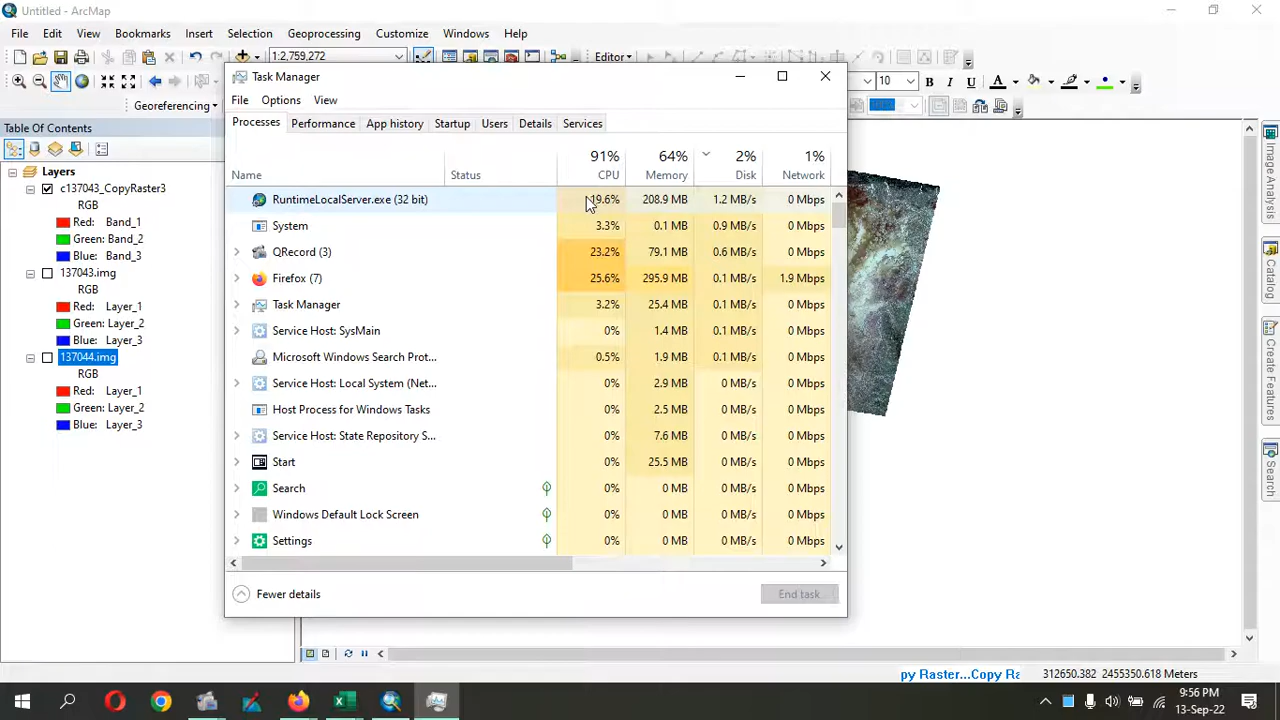 Untitled - ArcMap
File Edit View Bookmarks Insert Selection Geoprocessing Customize Windows Help
1:2,759,272 Editor
Task Manager
10 B I U A
File Options View
Georeferencing
Table Of Contents
Processes Performance App history Startup Users Details Services
91% 64% 2% 1%
Name Status CPU Memory Disk Network
Layers
c137043_CopyRaster3
RGB
Red: Band_1
Green: Band_2
Blue: Band_3
137043.img
RGB
Red: Layer_1
Green: Layer_2
Blue: Layer_3
137044.img
RGB
Red: Layer_1
Green: Layer_2
Blue: Layer_3
RuntimeLocalServer.exe (32 bit) 19.6% 208.9 MB 1.2 MB/s 0 Mbps
System 3.3% 0.1 MB 0.9 MB/s 0 Mbps
QRecord (3) 23.2% 79.1 MB 0.6 MB/s 0 Mbps
Firefox (7) 25.6% 295.9 MB 0.1 MB/s 1.9 Mbps
Task Manager 3.2% 25.4 MB 0.1 MB/s 0 Mbps
Service Host: SysMain 0% 1.4 MB 0.1 MB/s 0 Mbps
Microsoft Windows Search Prot... 0.5% 1.9 MB 0.1 MB/s 0 Mbps
Service Host: Local System (Net... 0% 2.9 MB 0 MB/s 0 Mbps
Host Process for Windows Tasks 0% 2.5 MB 0 MB/s 0 Mbps
Service Host: State Repository S... 0% 7.6 MB 0 MB/s 0 Mbps
Start 0% 25.5 MB 0 MB/s 0 Mbps
Search 0% 0 MB 0 MB/s 0 Mbps
Windows Default Lock Screen 0% 0 MB 0 MB/s 0 Mbps
Settings 0% 0 MB 0 MB/s 0 Mbps
Fewer details End task
Image Analysis
Catalog
Create Features
Search
py Raster...Copy Ra 312650.382 2455350.618 Meters
9:56 PM
13-Sep-22